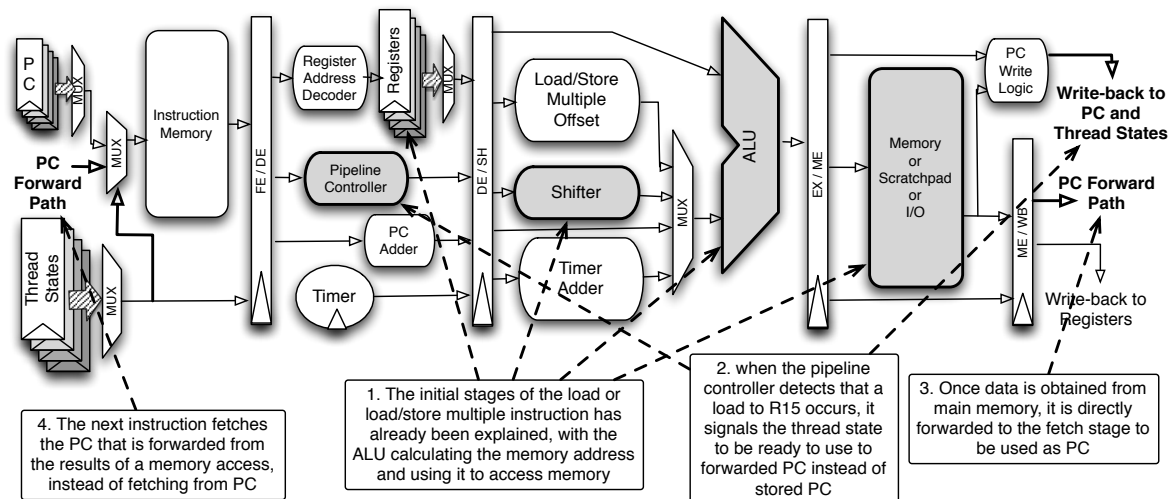 PC
MUX
MUX
PC
Forward
Path
Thread
States
MUX
Instruction
Memory
FE / DE
Register
Address
Decoder
Registers
MUX
Pipeline
Controller
PC
Adder
Timer
DE / SH
Load/Store
Multiple
Offset
Shifter
Timer
Adder
MUX
ALU
EX / ME
Memory
or
Scratchpad
or
I/O
PC
Write
Logic
ME / WB
Write-back to
PC and
Thread States
PC Forward
Path
Write-back to
Registers
4. The next instruction fetches
the PC that is forwarded from
the results of a memory access,
instead of fetching from PC
1. The initial stages of the load or
load/store multiple instruction has
already been explained, with the
ALU calculating the memory address
and using it to access memory
2. when the pipeline
controller detects that a
load to R15 occurs, it
signals the thread state
to be ready to use to
forwarded PC instead of
stored PC
3. Once data is obtained from
main memory, it is directly
forwarded to the fetch stage to
be used as PC